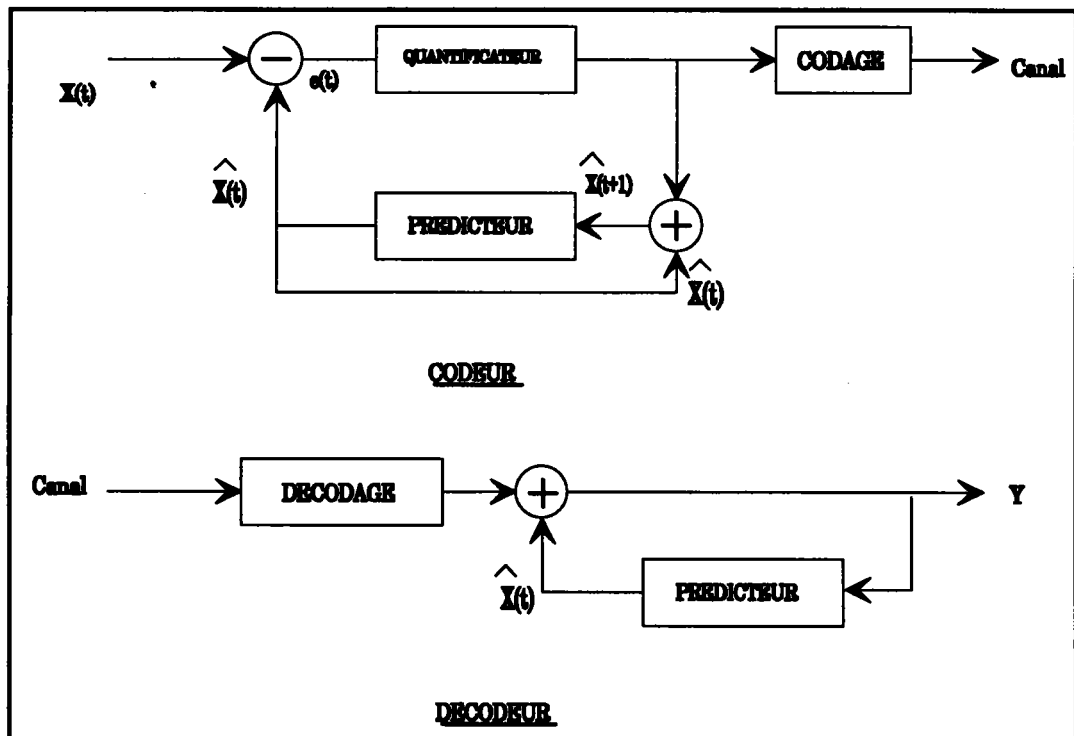 QUANTIFICATEUR
CODAGE
Canal
X(t)
e(t)
X̂(t)
X̂(t+1)
PREDICTEUR
X̂(t)
CODEUR
Canal
DECODAGE
Y
X̂(t)
PREDICTEUR
DECODEUR